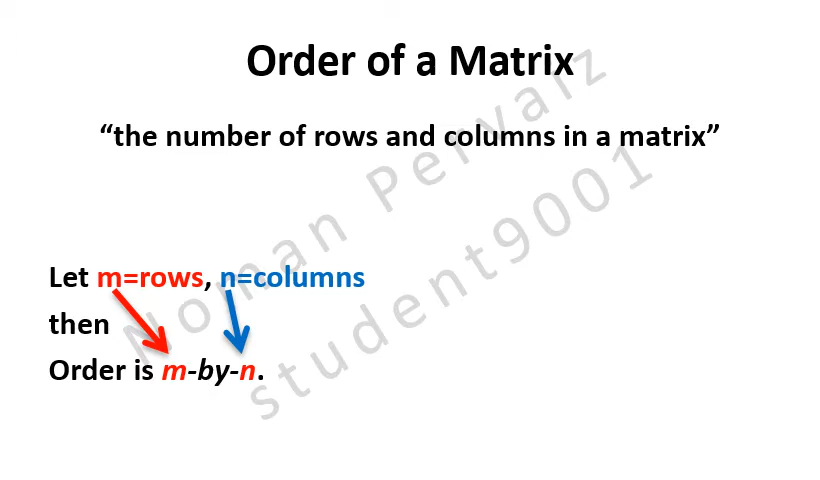 Order of a Matrix
“the number of rows and columns in a matrix”
Let m=rows, n=columns
then
Order is m-by-n.
Noman Pervaiz
student9001